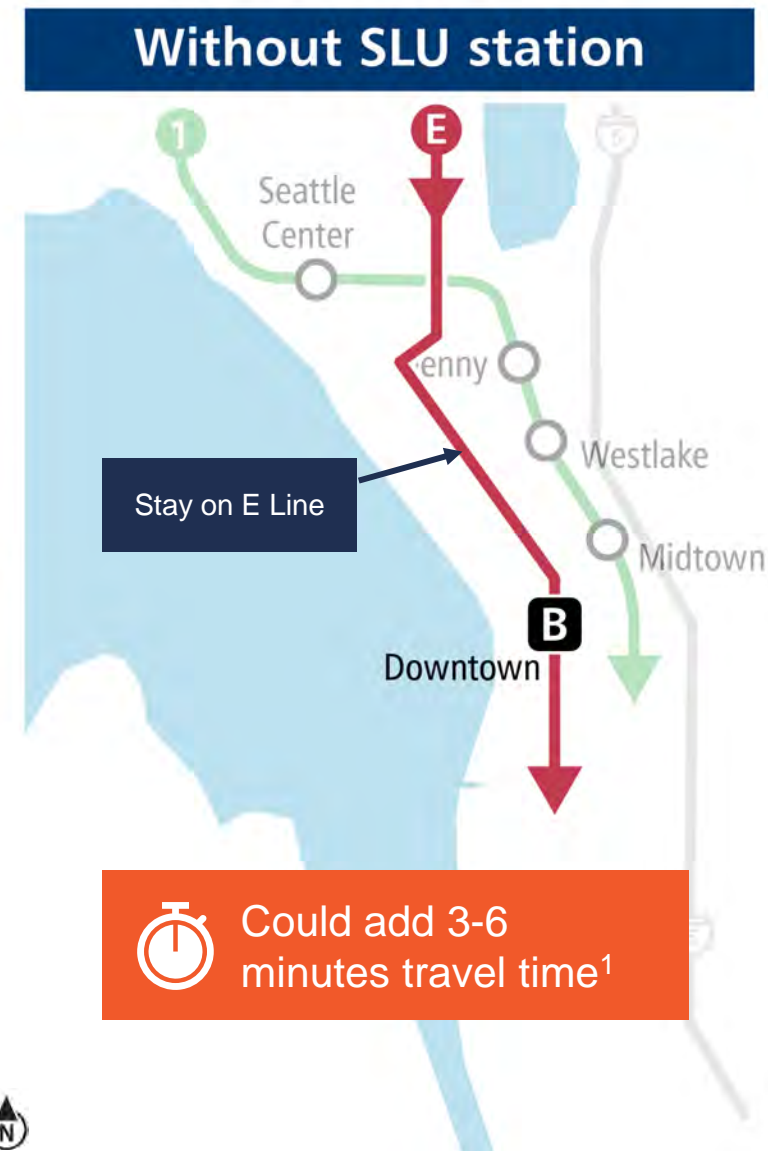 Without SLU station
1
E
5
Seattle
Center
enny
Westlake
Stay on E Line
Midtown
B
Downtown
Could add 3-6
minutes travel time1
N